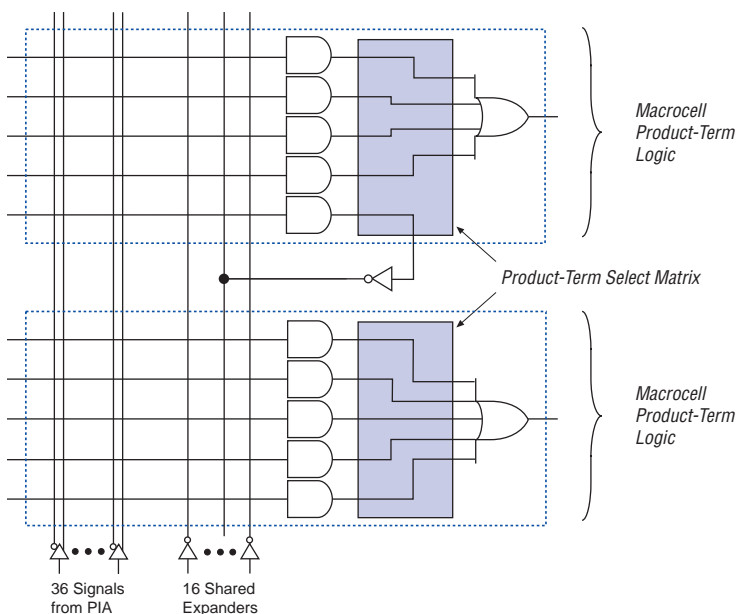 Macrocell
Product-Term
Logic
Product-Term Select Matrix
Macrocell
Product-Term
Logic
36 Signals
from PIA
16 Shared
Expanders